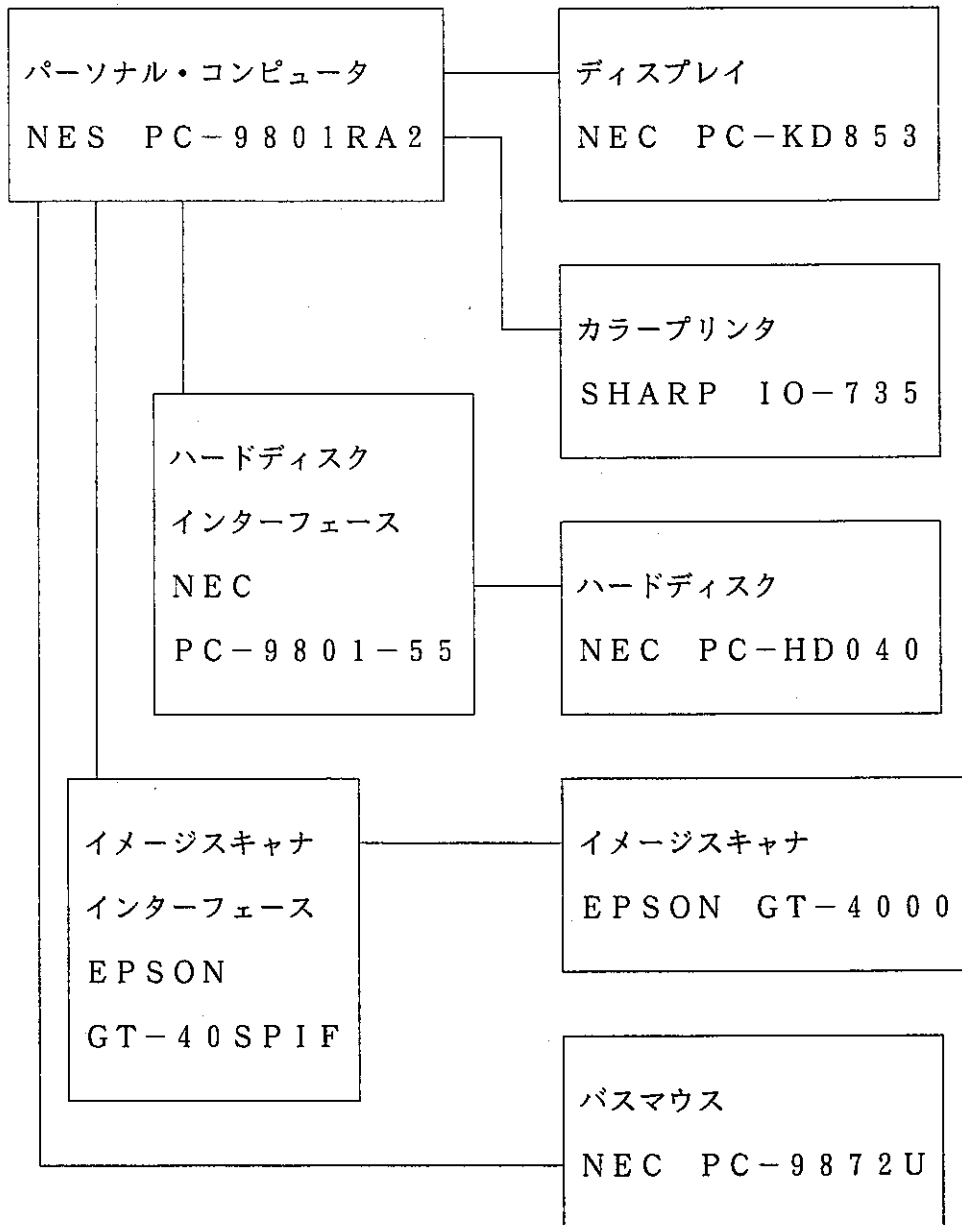 パーソナル・コンピュータ
NES PC-9801RA2
ディスプレイ
NEC PC-KD853
カラープリンタ
SHARP IO-735
ハードディスク
インターフェース
NEC
PC-9801-55
ハードディスク
NEC PC-HD040
イメージスキャナ
インターフェース
EPSON
GT-40SPIF
イメージスキャナ
EPSON GT-4000
バスマウス
NEC PC-9872U